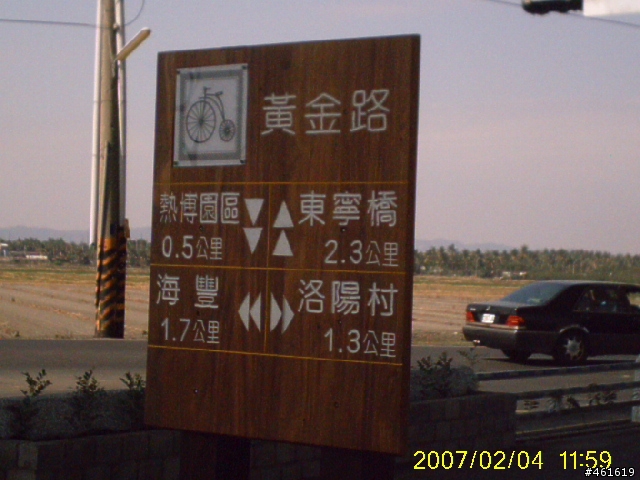 黃金路
熱博園區 東寧橋
0.5公里 2.3公里
海豐 洛陽村
1.7公里 1.3公里
2007/02/04 11:59
#461619